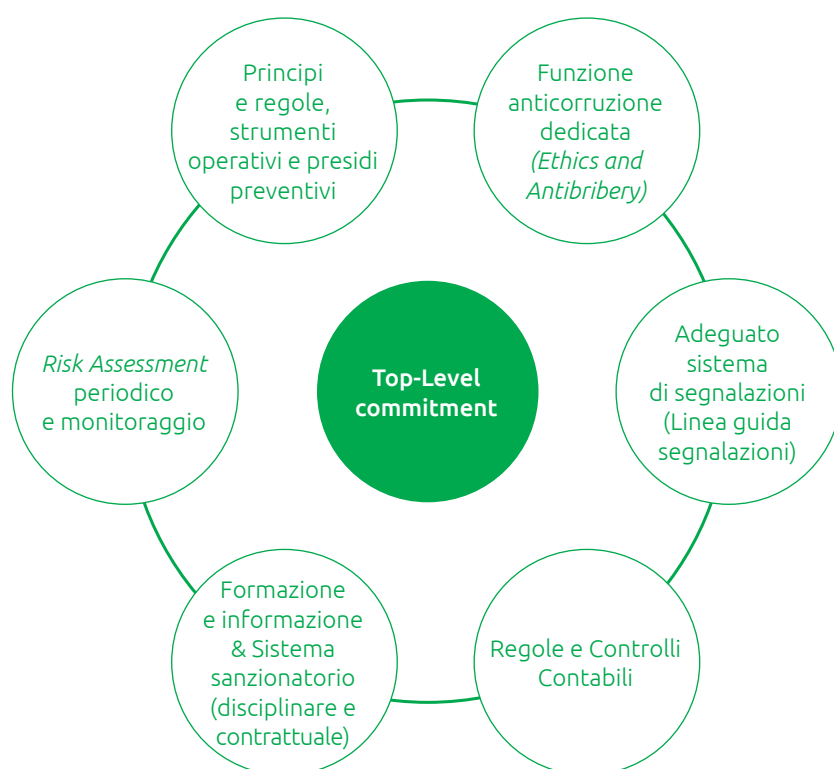 Principi
e regole,
strumenti
operativi e presidi
preventivi
Funzione
anticorruzione
dedicata
(Ethics and
Antibribery)
Adeguato
sistema
di segnalazioni
(Linea guida
segnalazioni)
Regole e Controlli
Contabili
Formazione
e informazione
& Sistema
sanzionatorio
(disciplinare e
contrattuale)
Risk Assessment
periodico
e monitoraggio
Top-Level
commitment